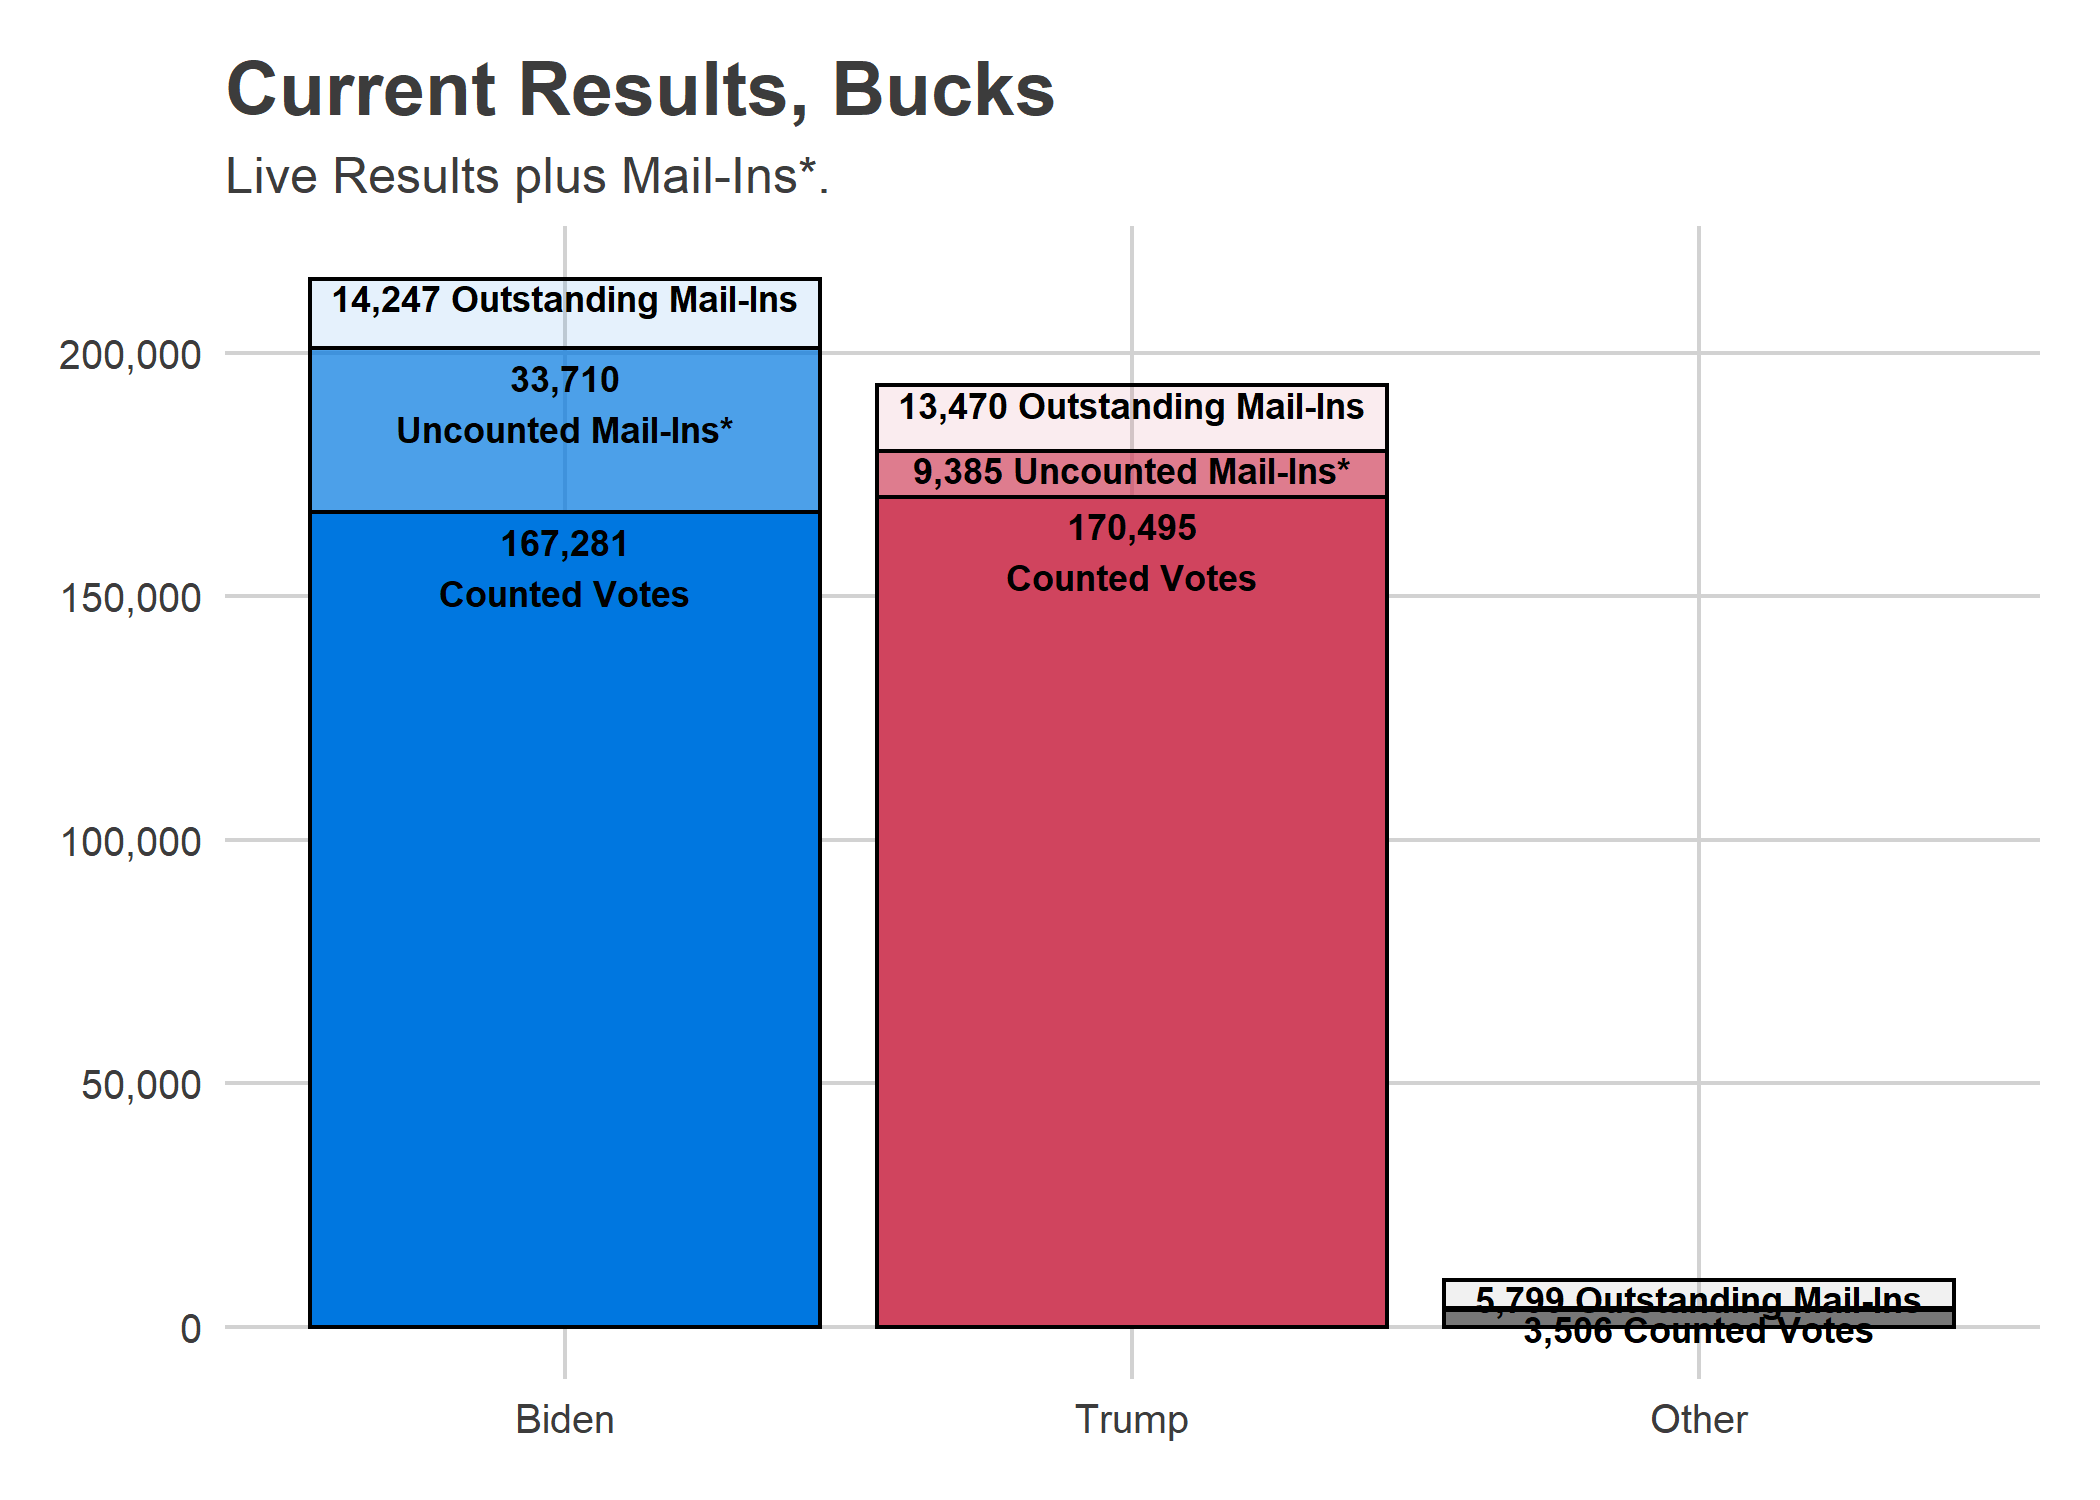 Current Results, Bucks
Live Results plus Mail-Ins*.
200,000
150,000
100,000
50,000
0
14,247 Outstanding Mail-Ins
33,710
Uncounted Mail-Ins*
167,281
Counted Votes
13,470 Outstanding Mail-Ins
9,385 Uncounted Mail-Ins*
170,495
Counted Votes
5,799 Outstanding Mail-Ins
3,506 Counted Votes
Biden
Trump
Other